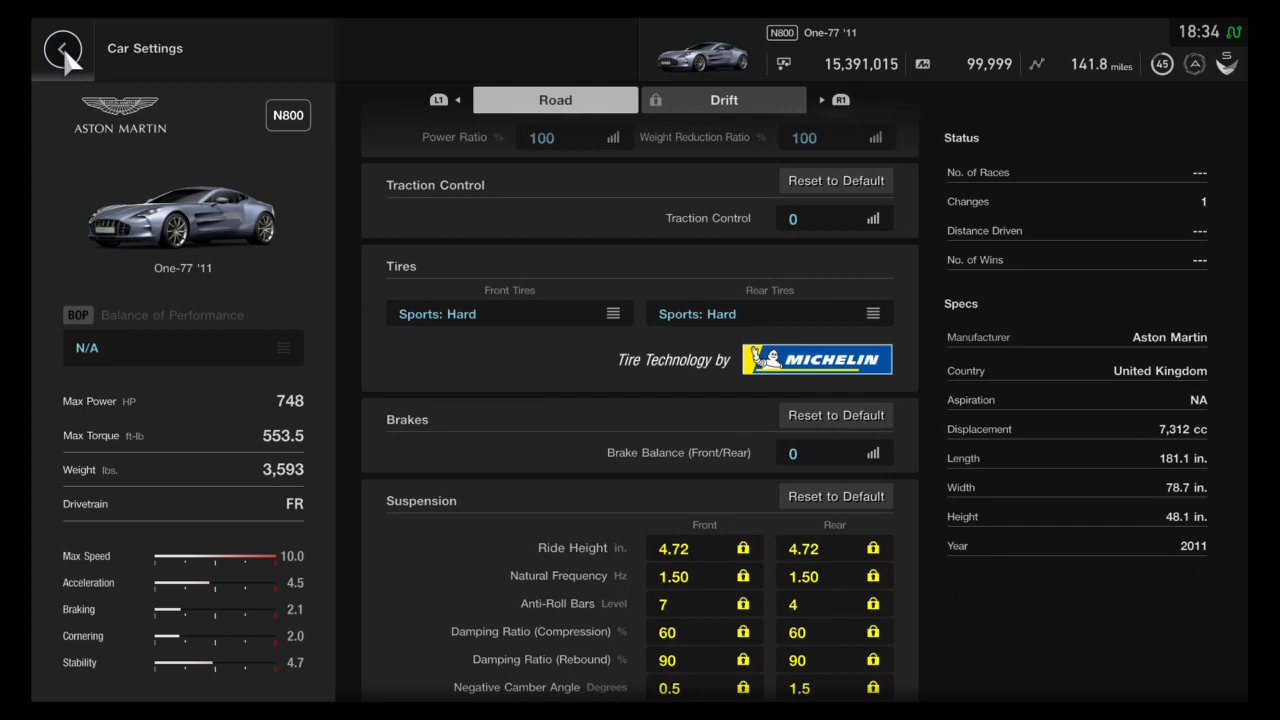 Car Settings
N800 One-77 '11
18:34
15,391,015
99,999
141.8 miles
45
S
ASTON MARTIN
N800
One-77 '11
BOP Balance of Performance
N/A
Max Power HP 748
Max Torque ft-lb 553.5
Weight lbs. 3,593
Drivetrain FR
Max Speed 10.0
Acceleration 4.5
Braking 2.1
Cornering 2.0
Stability 4.7
L1 Road Drift R1
Power Ratio % 100 Weight Reduction Ratio % 100
Traction Control Reset to Default
Traction Control 0
Tires
Front Tires Rear Tires
Sports: Hard Sports: Hard
Tire Technology by MICHELIN
Brakes Reset to Default
Brake Balance (Front/Rear) 0
Suspension Reset to Default
Front Rear
Ride Height in. 4.72 4.72
Natural Frequency Hz 1.50 1.50
Anti-Roll Bars Level 7 4
Damping Ratio (Compression) % 60 60
Damping Ratio (Rebound) % 90 90
Negative Camber Angle Degrees 0.5 1.5
Status
No. of Races ---
Changes 1
Distance Driven ---
No. of Wins ---
Specs
Manufacturer Aston Martin
Country United Kingdom
Aspiration NA
Displacement 7,312 cc
Length 181.1 in.
Width 78.7 in.
Height 48.1 in.
Year 2011